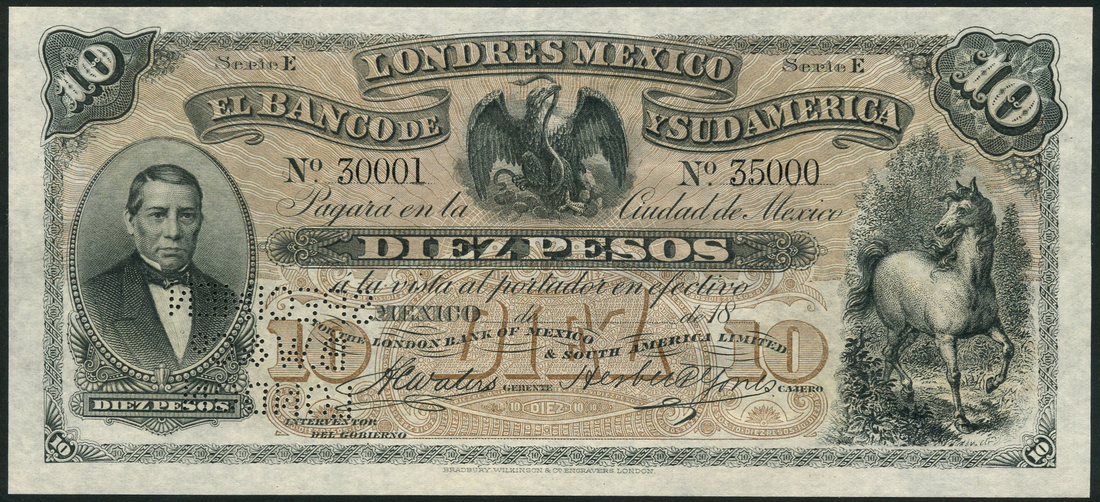 10
Serie E
LONDRES MEXICO
Serie E
10
EL BANCO DE
Y SUD AMERICA
Nº 30001
Nº 35000
Pagará en la Ciudad de Mexico
DIEZ PESOS
á la vista al portador en efectivo
MEXICO de de 18
10 DIEZ 10
FOR THE LONDON BANK OF MEXICO
& SOUTH AMERICA LIMITED
GERENTE
CAJERO
DIEZ PESOS
10 DIEZ 10
INTERVENTOR
DEL GOBIERNO
10
10
BRADBURY, WILKINSON & Cº ENGRAVERS, LONDON.